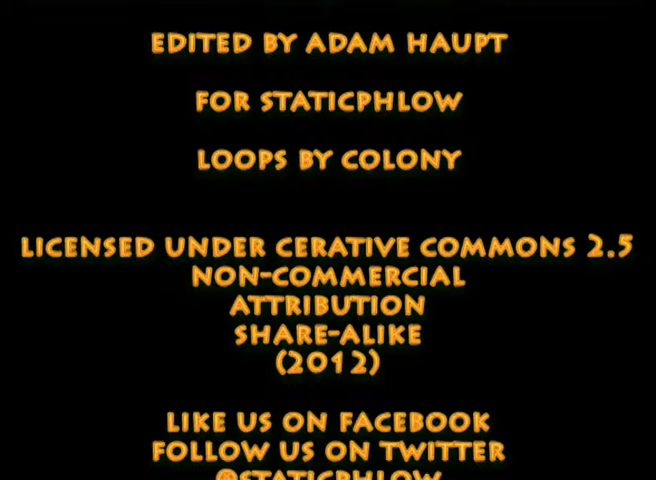 EDITED BY ADAM HAUPT
FOR STATICPHLOW
LOOPS BY COLONY
LICENSED UNDER CERATIVE COMMONS 2.5
NON-COMMERCIAL
ATTRIBUTION
SHARE-ALIKE
(2012)
LIKE US ON FACEBOOK
FOLLOW US ON TWITTER
@STATICPHLOW